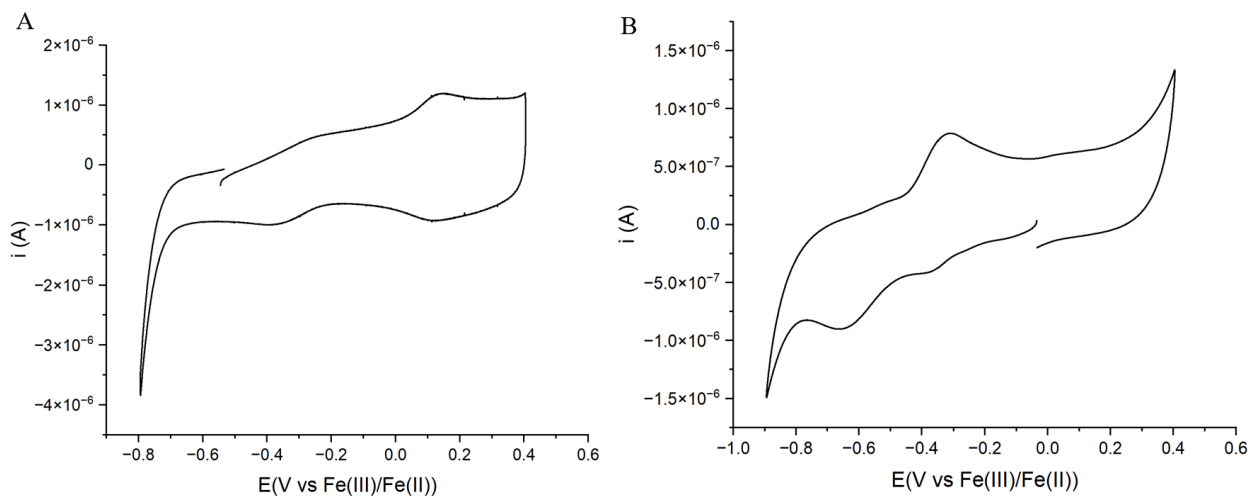 A
2×10⁻⁶
1×10⁻⁶
0
−1×10⁻⁶
−2×10⁻⁶
−3×10⁻⁶
−4×10⁻⁶
i (A)
−0.8 −0.6 −0.4 −0.2 0.0 0.2 0.4 0.6
E(V vs Fe(III)/Fe(II))
B
1.5×10⁻⁶
1.0×10⁻⁶
5.0×10⁻⁷
0.0
−5.0×10⁻⁷
−1.0×10⁻⁶
−1.5×10⁻⁶
i (A)
−1.0 −0.8 −0.6 −0.4 −0.2 0.0 0.2 0.4 0.6
E(V vs Fe(III)/Fe(II))